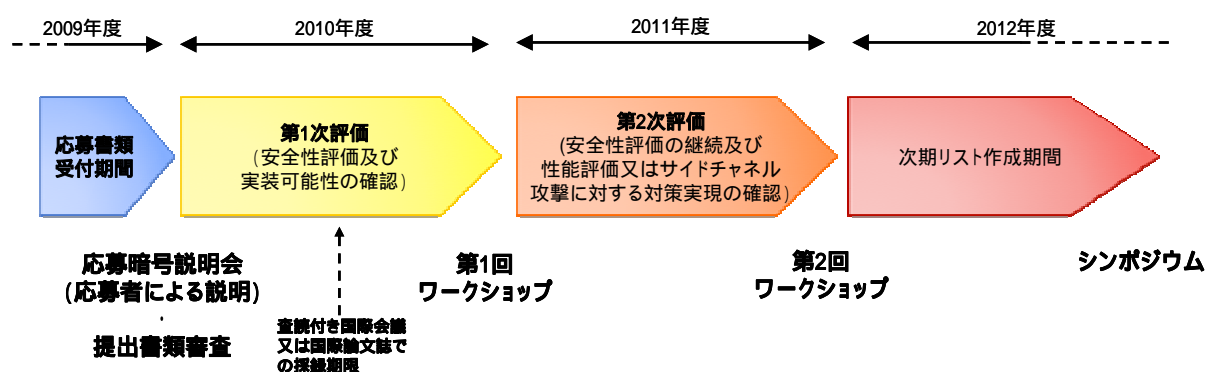 2009年度
2010年度
2011年度
2012年度
応募書類
受付期間
第1次評価
(安全性評価及び
実装可能性の確認)
第2次評価
(安全性評価の継続及び
性能評価又はサイドチャネル
攻撃に対する対策実現の確認)
次期リスト作成期間
応募暗号説明会
(応募者による説明)
・
提出書類審査
査読付き国際会議
又は国際論文誌で
の採録期限
第1回
ワークショップ
第2回
ワークショップ
シンポジウム